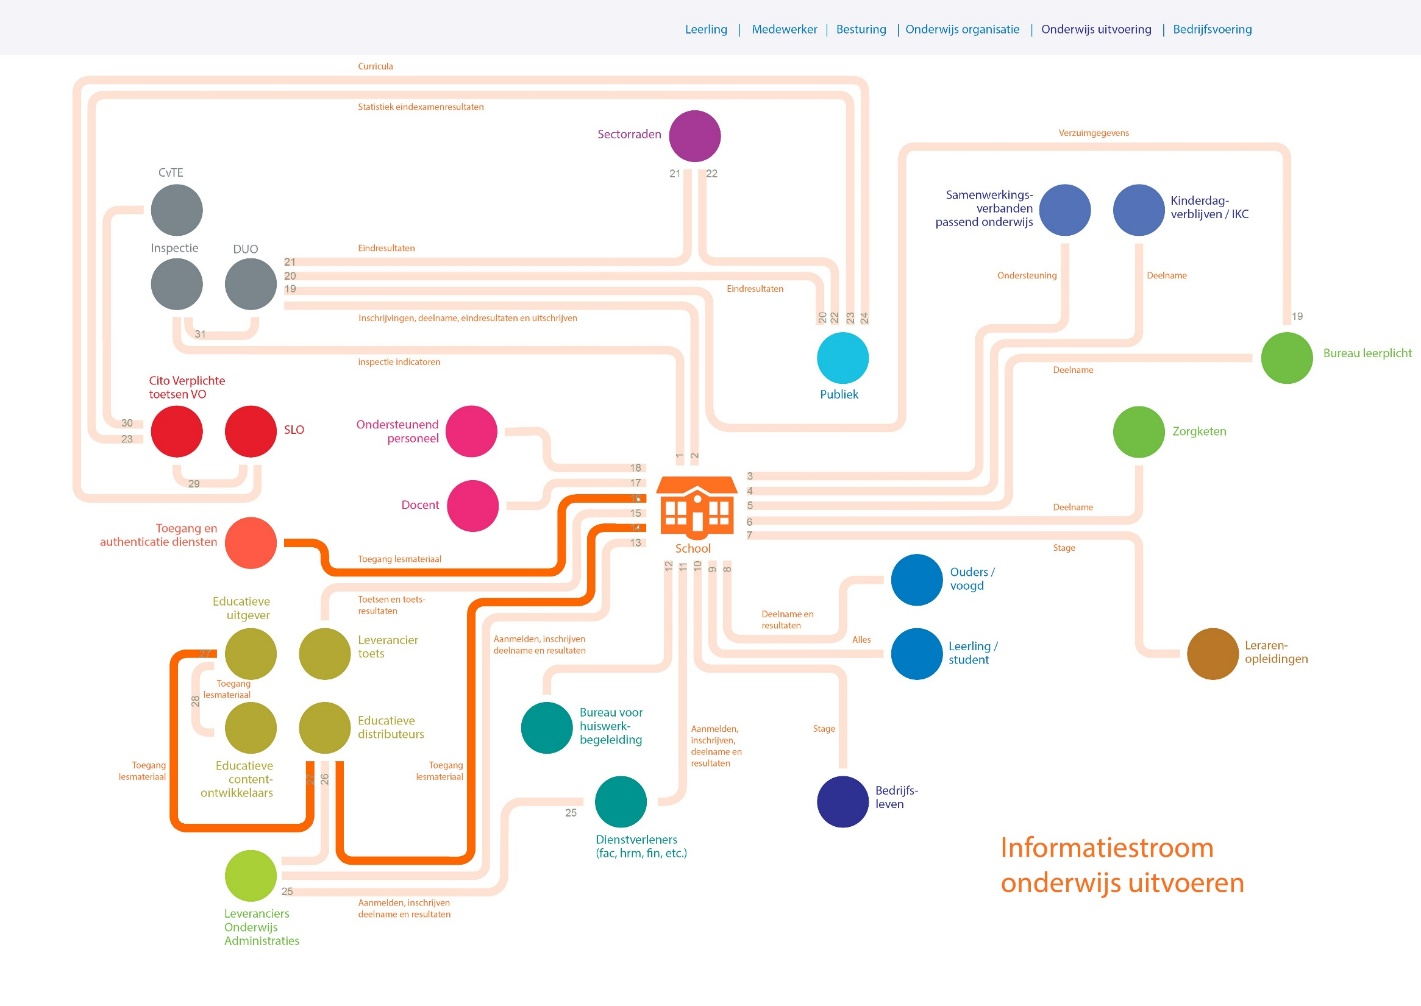 Leerling | Medewerker | Besturing | Onderwijs organisatie | Onderwijs uitvoering | Bedrijfsvoering
Curricula
Statistiek eindexamenresultaten
Sectorraden
21 22
Verzuimgegevens
CvTE
Samenwerkings-
verbanden
passend onderwijs
Kinderdag-
verblijven / IKC
Inspectie
DUO
Eindresultaten
21
20
19
Ondersteuning
Deelname
Eindresultaten
Inschrijvingen, deelname, eindresultaten en uitschrijven
20 22 23 24
19
31
Inspectie indicatoren
Bureau leerplicht
Deelname
Publiek
Cito Verplichte
toetsen VO
30
23
SLO
Ondersteunend
personeel
Zorgketen
1 2
29
18
17
16
15
14
13
3
4
5
6
7
Docent
Deelname
Toegang en
authenticatie diensten
School
Stage
Toegang lesmateriaal
12 11 10 9 8
Ouders /
voogd
Educatieve
uitgever
Toetsen en toets-
resultaten
Deelname en
resultaten
Leverancier
toets
Aanmelden, inschrijven
deelname en resultaten
Alles
Leerling /
student
Leraren-
opleidingen
27
Toegang
lesmateriaal
28
Educatieve
distributeurs
Bureau voor
huiswerk-
begeleiding
Aanmelden,
inschrijven,
deelname en
resultaten
Stage
Toegang
lesmateriaal
Educatieve
content-
ontwikkelaars
27 26
Toegang
lesmateriaal
Bedrijfs-
leven
25
Dienstverleners
(fac, hrm, fin, etc.)
Informatiestroom
onderwijs uitvoeren
25
Aanmelden, inschrijven
deelname en resultaten
Leveranciers
Onderwijs
Administraties